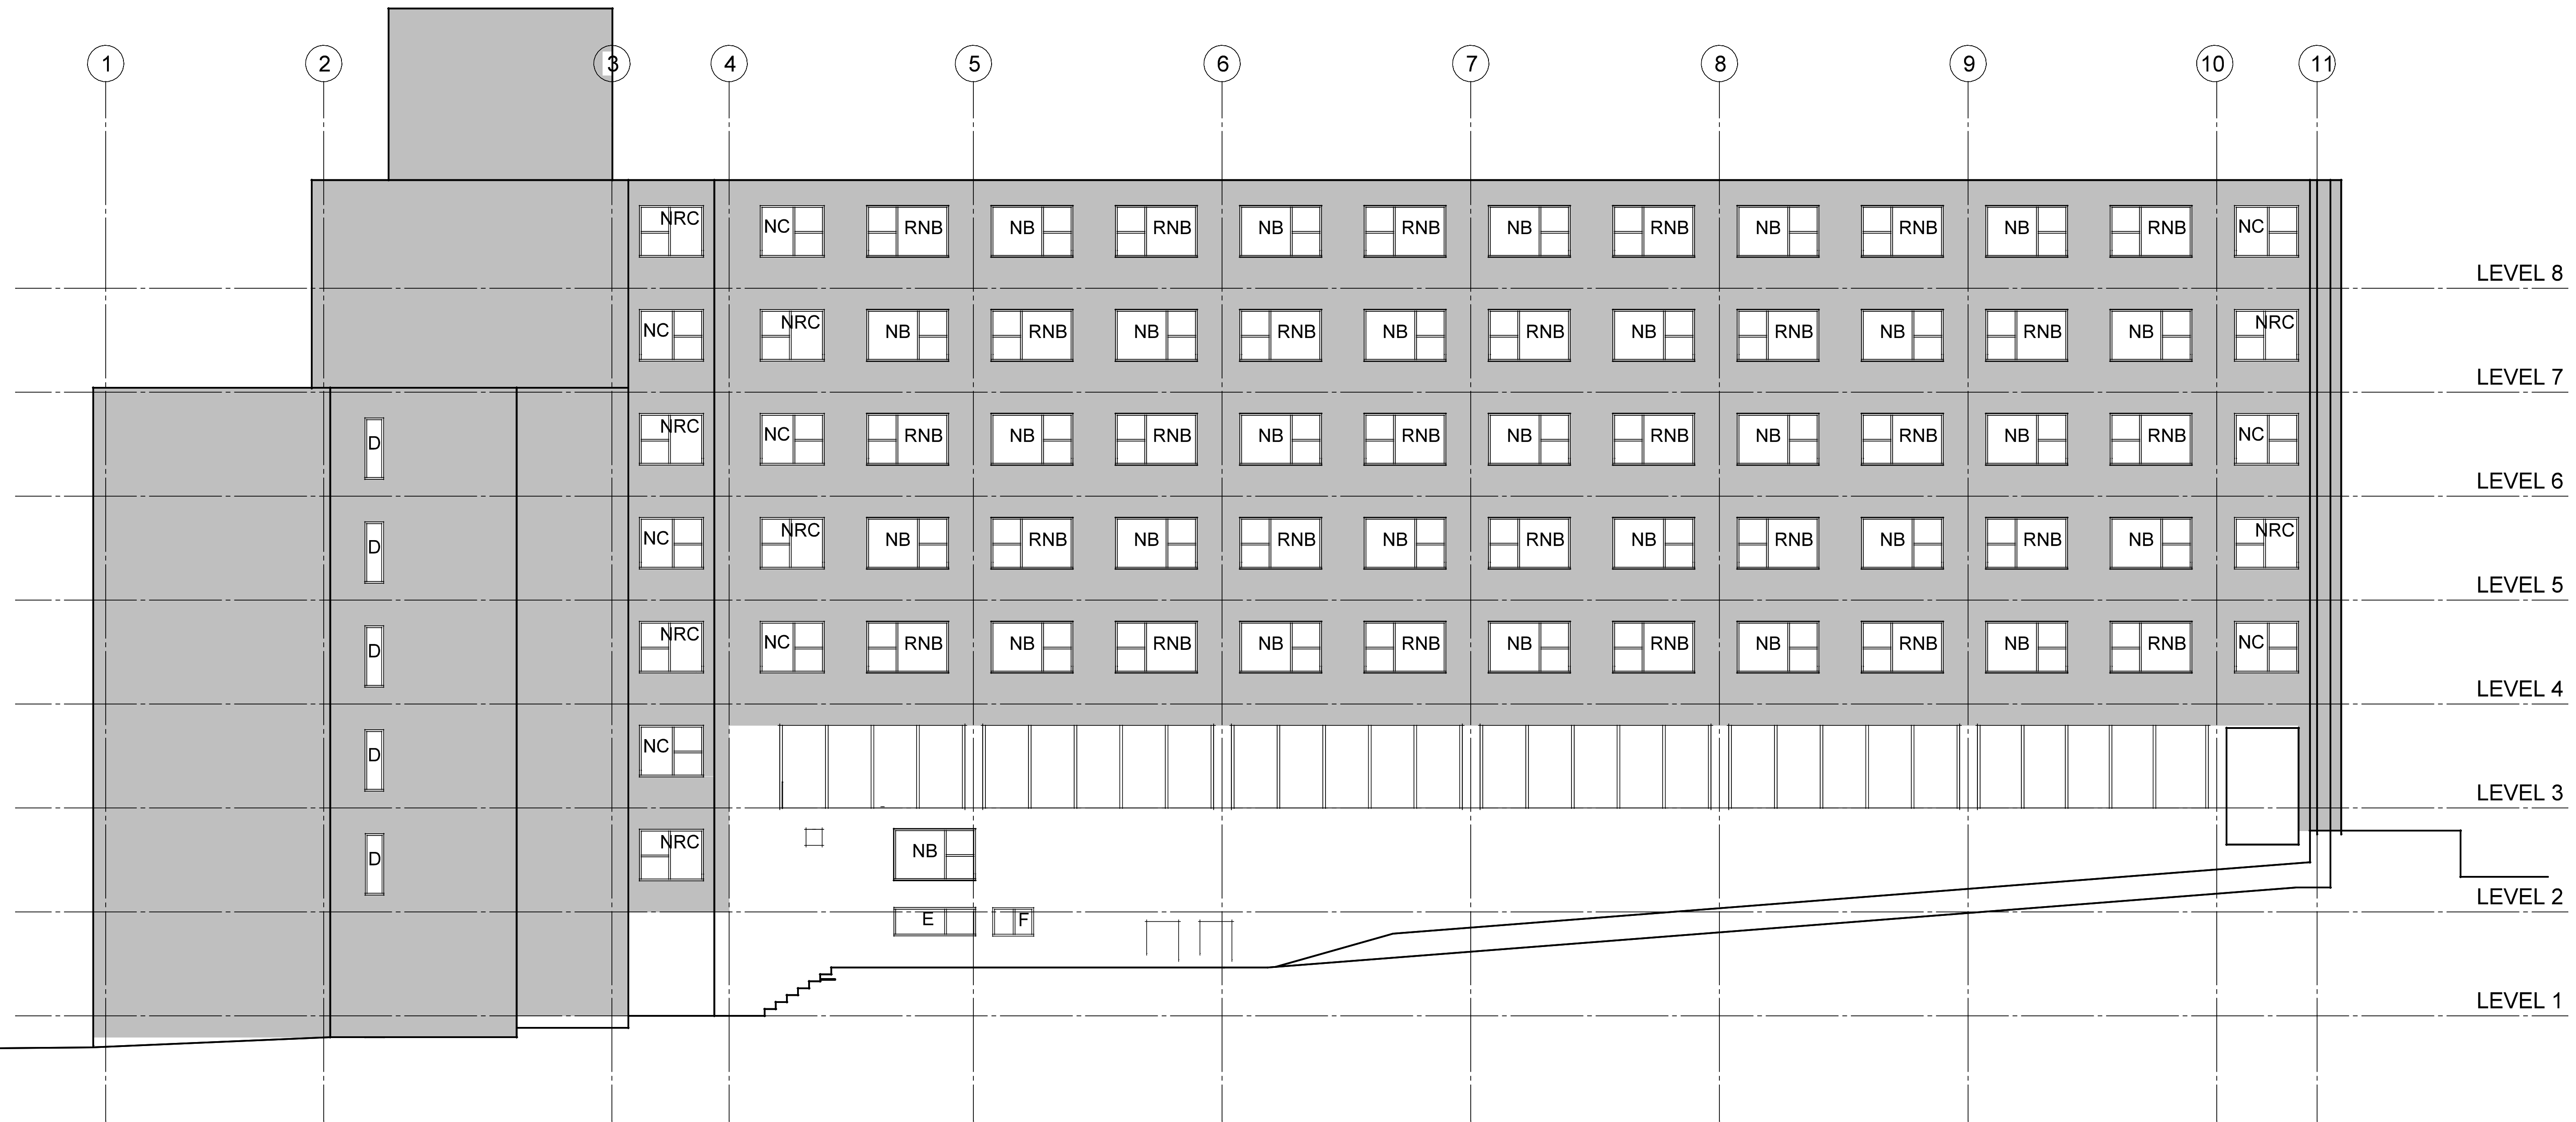 1 2 3 4 5 6 7 8 9 10 11
NRC NC RNB NB RNB NB RNB NB RNB NB RNB NB RNB NC
LEVEL 8
NC NRC NB RNB NB RNB NB RNB NB RNB NB RNB NB NRC
LEVEL 7
D NRC NC RNB NB RNB NB RNB NB RNB NB RNB NB RNB NC
LEVEL 6
D NC NRC NB RNB NB RNB NB RNB NB RNB NB RNB NB NRC
LEVEL 5
D NRC NC RNB NB RNB NB RNB NB RNB NB RNB NB RNB NC
LEVEL 4
D NC
LEVEL 3
D NRC NB
LEVEL 2
E F
LEVEL 1